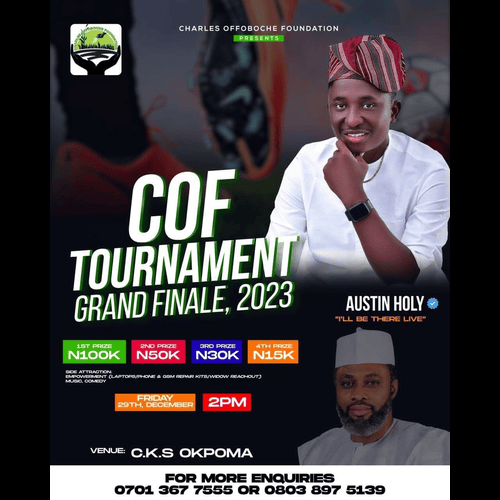 CHARLES OFFOBOCHE FOUNDATION
PRESENTS
COF
TOURNAMENT
GRAND FINALE, 2023
AUSTIN HOLY
"I'LL BE THERE LIVE"
1ST PRIZE
N100K
2ND PRIZE
N50K
3RD PRIZE
N30K
4TH PRIZE
N15K
SIDE ATTRACTION:
EMPOWERMENT (LAPTOPS/PHONE & GSM REPAIR KITS/WIDOW REACHOUT)
MUSIC, COMEDY
FRIDAY
29TH, DECEMBER
2PM
VENUE: C.K.S OKPOMA
FOR MORE ENQUIRIES
0701 367 7555 OR 0803 897 5139